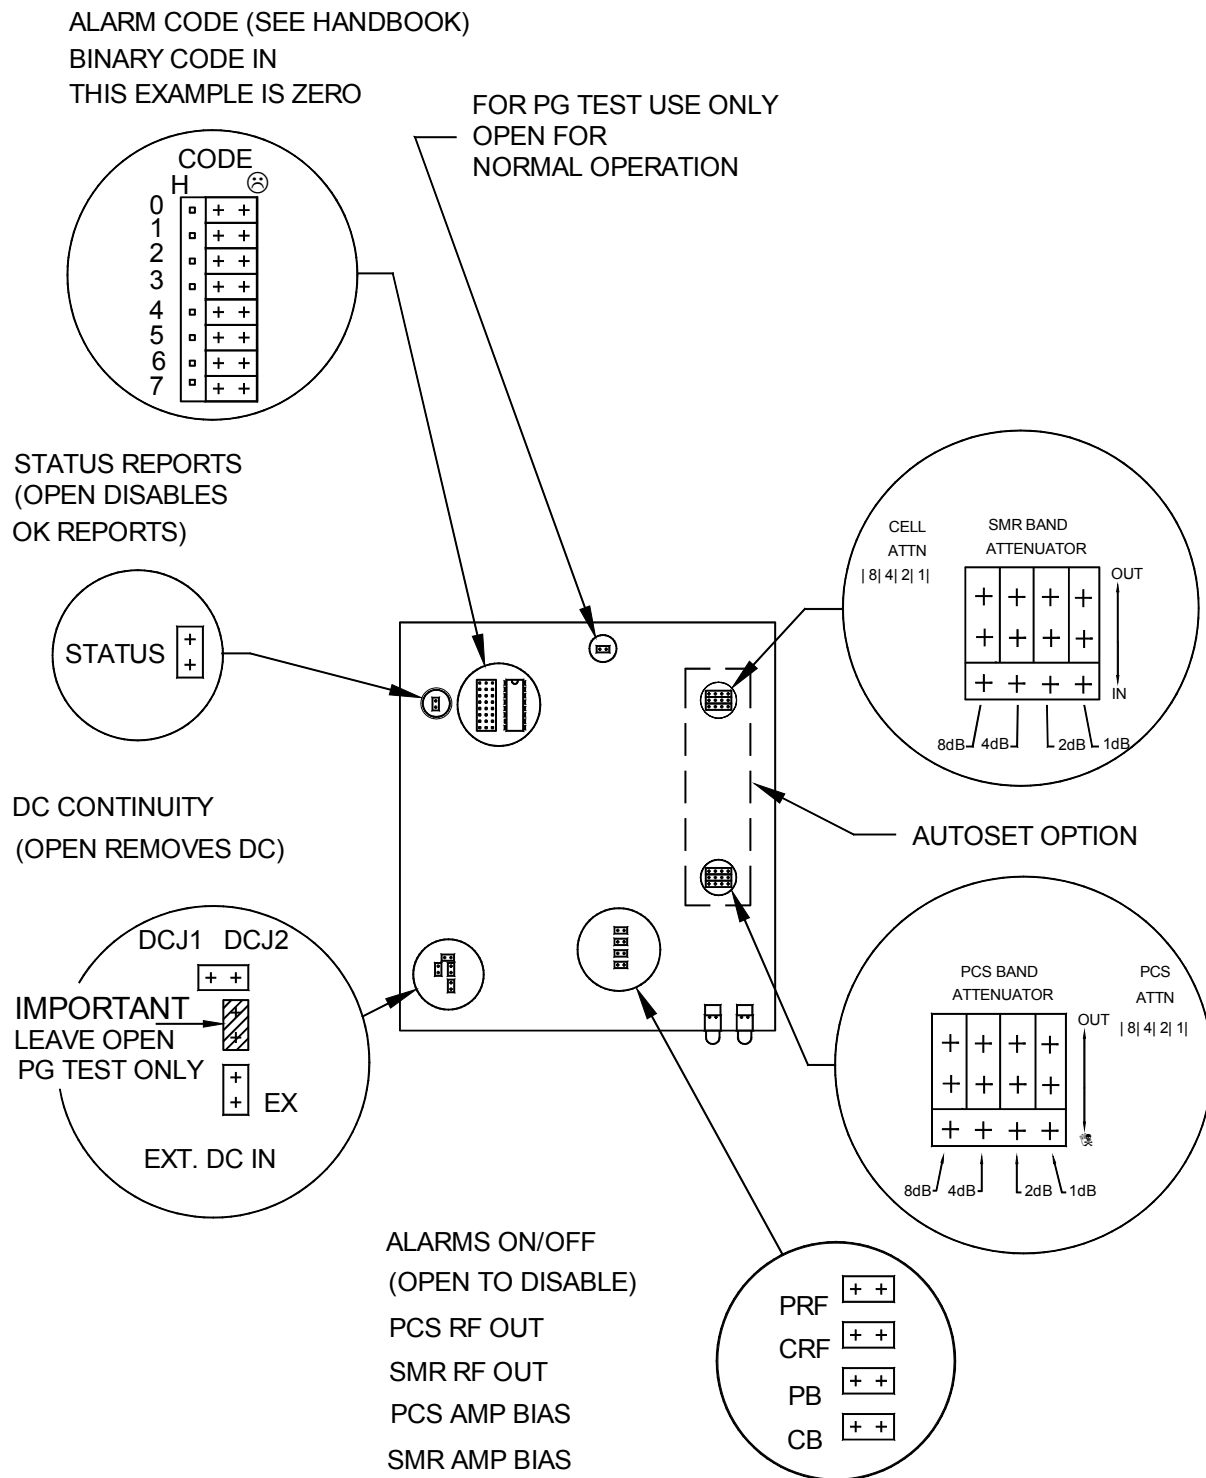 ALARM CODE (SEE HANDBOOK)
BINARY CODE IN
THIS EXAMPLE IS ZERO
FOR PG TEST USE ONLY
OPEN FOR
NORMAL OPERATION
CODE
H ☹
0
1
2
3
4
5
6
7
STATUS REPORTS
(OPEN DISABLES
OK REPORTS)
STATUS
CELL
ATTN
| 8| 4| 2| 1|
SMR BAND
ATTENUATOR
OUT
IN
8dB 4dB 2dB 1dB
DC CONTINUITY
(OPEN REMOVES DC)
AUTOSET OPTION
DCJ1 DCJ2
IMPORTANT
LEAVE OPEN
PG TEST ONLY
EX
EXT. DC IN
PCS BAND
ATTENUATOR
PCS
ATTN
| 8| 4| 2| 1|
OUT
8dB 4dB 2dB 1dB
ALARMS ON/OFF
(OPEN TO DISABLE)
PCS RF OUT
SMR RF OUT
PCS AMP BIAS
SMR AMP BIAS
PRF
CRF
PB
CB